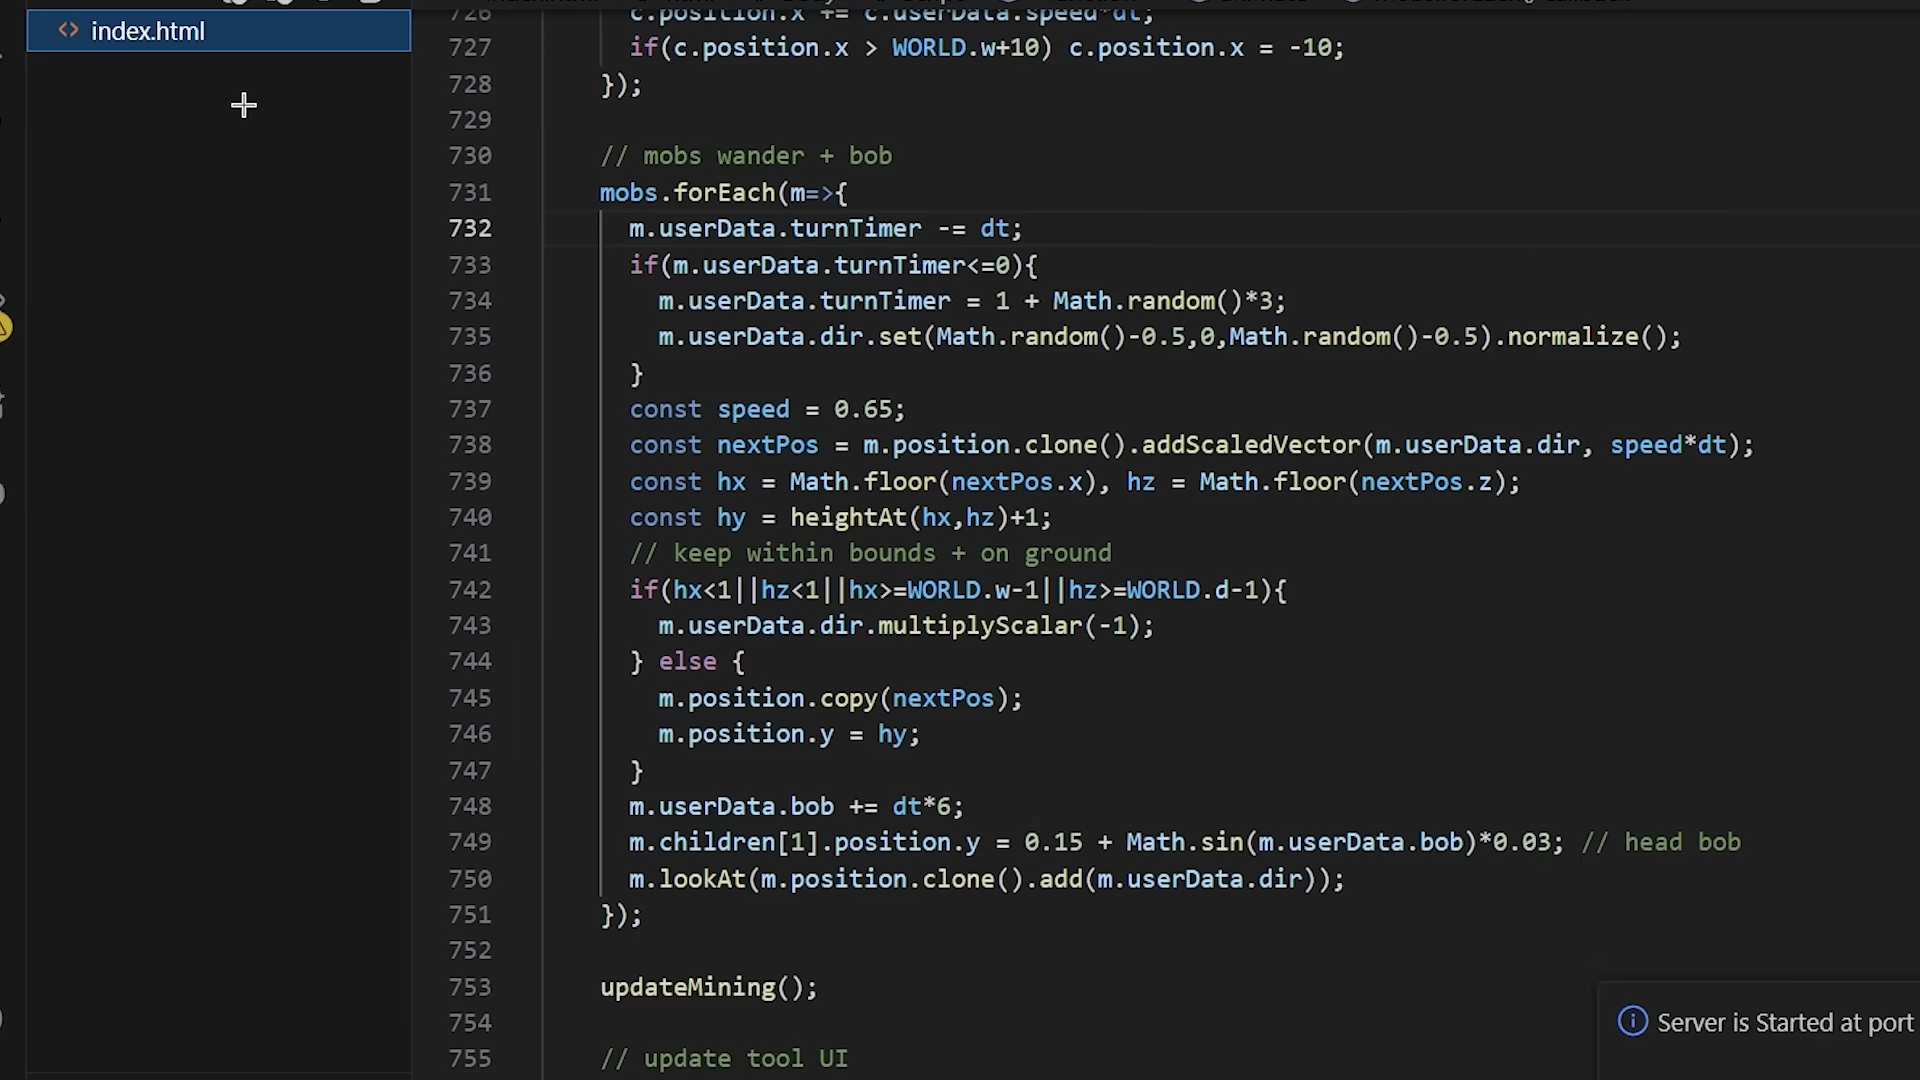 index.html
726 c.position.x += c.userData.speed*dt;
727 if(c.position.x > WORLD.w+10) c.position.x = -10;
728 });
729
730 // mobs wander + bob
731 mobs.forEach(m=>{
732 m.userData.turnTimer -= dt;
733 if(m.userData.turnTimer<=0){
734 m.userData.turnTimer = 1 + Math.random()*3;
735 m.userData.dir.set(Math.random()-0.5,0,Math.random()-0.5).normalize();
736 }
737 const speed = 0.65;
738 const nextPos = m.position.clone().addScaledVector(m.userData.dir, speed*dt);
739 const hx = Math.floor(nextPos.x), hz = Math.floor(nextPos.z);
740 const hy = heightAt(hx,hz)+1;
741 // keep within bounds + on ground
742 if(hx<1||hz<1||hx>=WORLD.w-1||hz>=WORLD.d-1){
743 m.userData.dir.multiplyScalar(-1);
744 } else {
745 m.position.copy(nextPos);
746 m.position.y = hy;
747 }
748 m.userData.bob += dt*6;
749 m.children[1].position.y = 0.15 + Math.sin(m.userData.bob)*0.03; // head bob
750 m.lookAt(m.position.clone().add(m.userData.dir));
751 });
752
753 updateMining();
754
755 // update tool UI
Server is Started at port